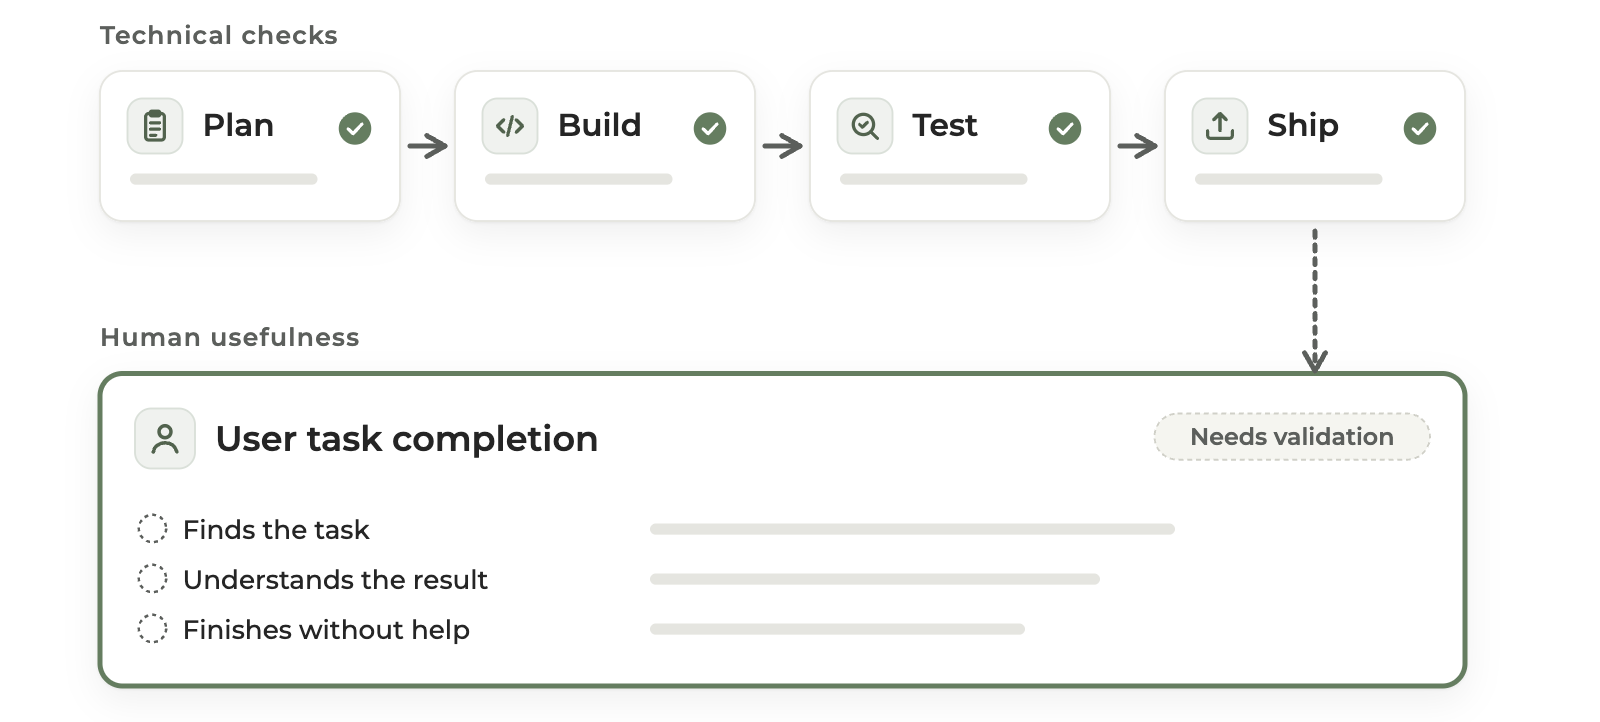 Technical checks
Plan
Build
Test
Ship
Human usefulness
User task completion
Needs validation
Finds the task
Understands the result
Finishes without help